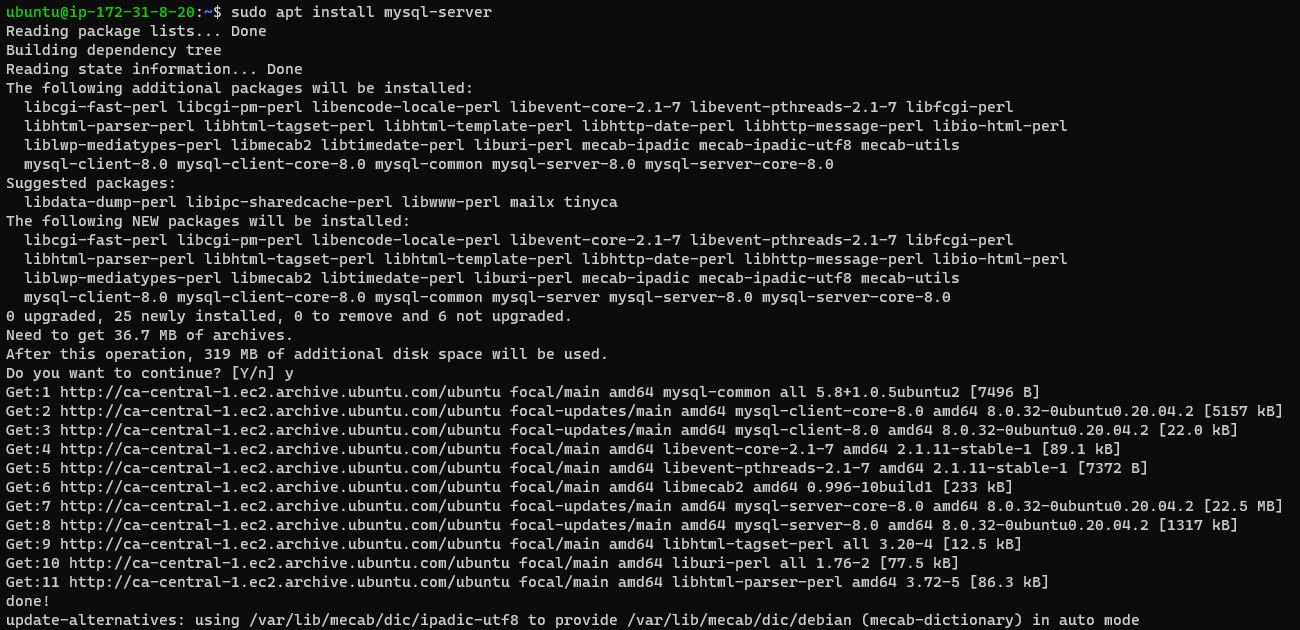 ubuntu@ip-172-31-8-20:~$ sudo apt install mysql-server
Reading package lists... Done
Building dependency tree
Reading state information... Done
The following additional packages will be installed:
  libcgi-fast-perl libcgi-pm-perl libencode-locale-perl libevent-core-2.1-7 libevent-pthreads-2.1-7 libfcgi-perl
  libhtml-parser-perl libhtml-tagset-perl libhtml-template-perl libhttp-date-perl libhttp-message-perl libio-html-perl
  liblwp-mediatypes-perl libmecab2 libtimedate-perl liburi-perl mecab-ipadic mecab-ipadic-utf8 mecab-utils
  mysql-client-8.0 mysql-client-core-8.0 mysql-common mysql-server-8.0 mysql-server-core-8.0
Suggested packages:
  libdata-dump-perl libipc-sharedcache-perl libwww-perl mailx tinyca
The following NEW packages will be installed:
  libcgi-fast-perl libcgi-pm-perl libencode-locale-perl libevent-core-2.1-7 libevent-pthreads-2.1-7 libfcgi-perl
  libhtml-parser-perl libhtml-tagset-perl libhtml-template-perl libhttp-date-perl libhttp-message-perl libio-html-perl
  liblwp-mediatypes-perl libmecab2 libtimedate-perl liburi-perl mecab-ipadic mecab-ipadic-utf8 mecab-utils
  mysql-client-8.0 mysql-client-core-8.0 mysql-common mysql-server mysql-server-8.0 mysql-server-core-8.0
0 upgraded, 25 newly installed, 0 to remove and 6 not upgraded.
Need to get 36.7 MB of archives.
After this operation, 319 MB of additional disk space will be used.
Do you want to continue? [Y/n] y
Get:1 http://ca-central-1.ec2.archive.ubuntu.com/ubuntu focal/main amd64 mysql-common all 5.8+1.0.5ubuntu2 [7496 B]
Get:2 http://ca-central-1.ec2.archive.ubuntu.com/ubuntu focal-updates/main amd64 mysql-client-core-8.0 amd64 8.0.32-0ubuntu0.20.04.2 [5157 kB]
Get:3 http://ca-central-1.ec2.archive.ubuntu.com/ubuntu focal-updates/main amd64 mysql-client-8.0 amd64 8.0.32-0ubuntu0.20.04.2 [22.0 kB]
Get:4 http://ca-central-1.ec2.archive.ubuntu.com/ubuntu focal/main amd64 libevent-core-2.1-7 amd64 2.1.11-stable-1 [89.1 kB]
Get:5 http://ca-central-1.ec2.archive.ubuntu.com/ubuntu focal/main amd64 libevent-pthreads-2.1-7 amd64 2.1.11-stable-1 [7372 B]
Get:6 http://ca-central-1.ec2.archive.ubuntu.com/ubuntu focal/main amd64 libmecab2 amd64 0.996-10build1 [233 kB]
Get:7 http://ca-central-1.ec2.archive.ubuntu.com/ubuntu focal-updates/main amd64 mysql-server-core-8.0 amd64 8.0.32-0ubuntu0.20.04.2 [22.5 MB]
Get:8 http://ca-central-1.ec2.archive.ubuntu.com/ubuntu focal-updates/main amd64 mysql-server-8.0 amd64 8.0.32-0ubuntu0.20.04.2 [1317 kB]
Get:9 http://ca-central-1.ec2.archive.ubuntu.com/ubuntu focal/main amd64 libhtml-tagset-perl all 3.20-4 [12.5 kB]
Get:10 http://ca-central-1.ec2.archive.ubuntu.com/ubuntu focal/main amd64 liburi-perl all 1.76-2 [77.5 kB]
Get:11 http://ca-central-1.ec2.archive.ubuntu.com/ubuntu focal/main amd64 libhtml-parser-perl amd64 3.72-5 [86.3 kB]
done!
update-alternatives: using /var/lib/mecab/dic/ipadic-utf8 to provide /var/lib/mecab/dic/debian (mecab-dictionary) in auto mode